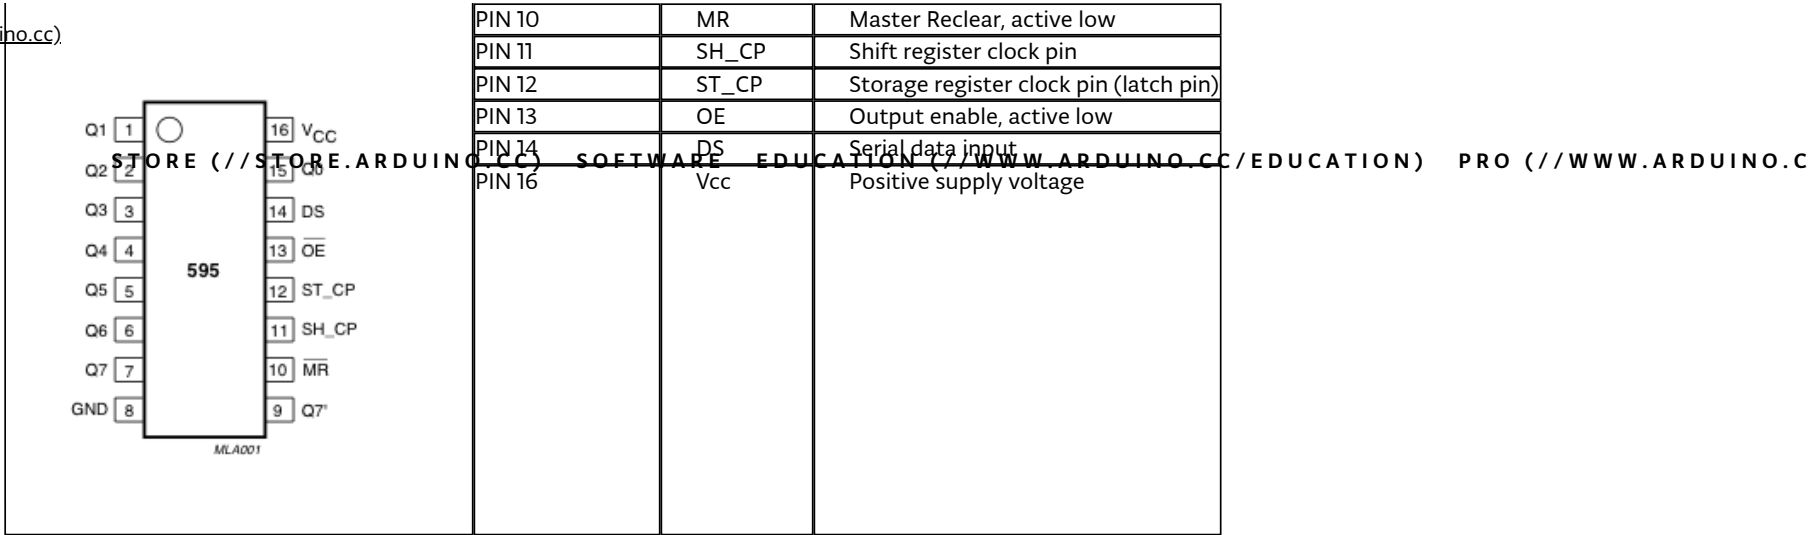 ino.cc)
PIN 10 MR Master Reclear, active low
PIN 11 SH_CP Shift register clock pin
PIN 12 ST_CP Storage register clock pin (latch pin)
PIN 13 OE Output enable, active low
PIN 14 DS Serial data input
STORE (//STORE.ARDUINO.CC) SOFTWARE EDUCATION (//WWW.ARDUINO.CC/EDUCATION) PRO (//WWW.ARDUINO.C
PIN 16 Vcc Positive supply voltage
Q1 1 16 VCC
Q2 2 15 Q0
Q3 3 14 DS
Q4 4 13 OE
595
Q5 5 12 ST_CP
Q6 6 11 SH_CP
Q7 7 10 MR
GND 8 9 Q7'
MLA001